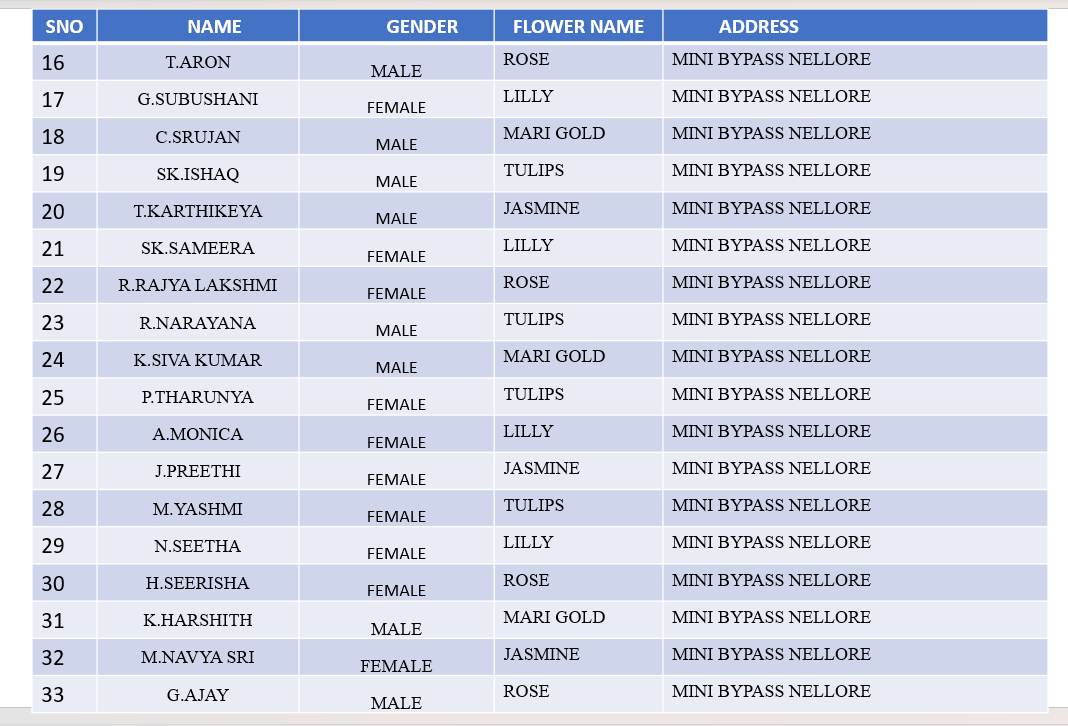 SNO NAME GENDER FLOWER NAME ADDRESS
16 T.ARON MALE ROSE MINI BYPASS NELLORE
17 G.SUBUSHANI FEMALE LILLY MINI BYPASS NELLORE
18 C.SRUJAN MALE MARI GOLD MINI BYPASS NELLORE
19 SK.ISHAQ MALE TULIPS MINI BYPASS NELLORE
20 T.KARTHIKEYA MALE JASMINE MINI BYPASS NELLORE
21 SK.SAMEERA FEMALE LILLY MINI BYPASS NELLORE
22 R.RAJYA LAKSHMI FEMALE ROSE MINI BYPASS NELLORE
23 R.NARAYANA MALE TULIPS MINI BYPASS NELLORE
24 K.SIVA KUMAR MALE MARI GOLD MINI BYPASS NELLORE
25 P.THARUNYA FEMALE TULIPS MINI BYPASS NELLORE
26 A.MONICA FEMALE LILLY MINI BYPASS NELLORE
27 J.PREETHI FEMALE JASMINE MINI BYPASS NELLORE
28 M.YASHMI FEMALE TULIPS MINI BYPASS NELLORE
29 N.SEETHA FEMALE LILLY MINI BYPASS NELLORE
30 H.SEERISHA FEMALE ROSE MINI BYPASS NELLORE
31 K.HARSHITH MALE MARI GOLD MINI BYPASS NELLORE
32 M.NAVYA SRI FEMALE JASMINE MINI BYPASS NELLORE
33 G.AJAY MALE ROSE MINI BYPASS NELLORE